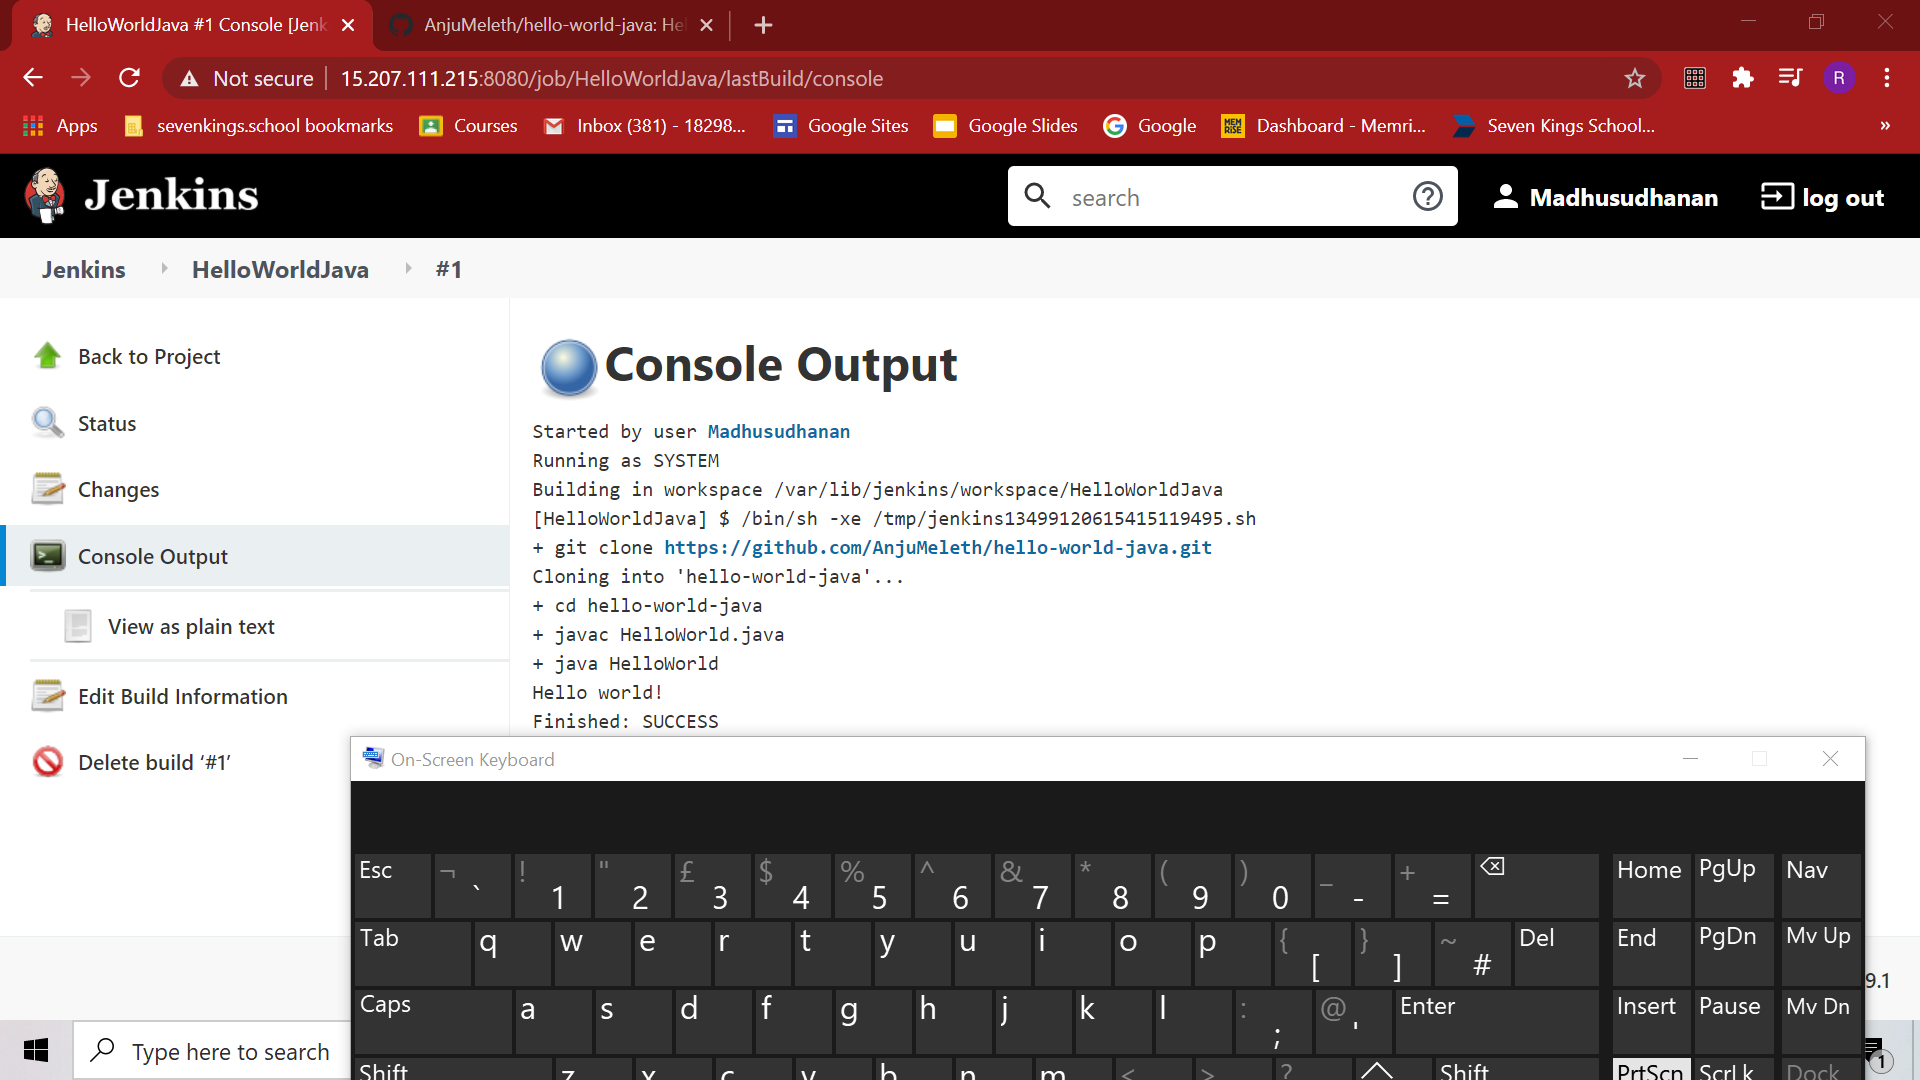 HelloWorldJava #1 Console [Jenk
AnjuMeleth/hello-world-java: Hel
Not secure
15.207.111.215:8080/job/HelloWorldJava/lastBuild/console
R
Apps
sevenkings.school bookmarks
Courses
Inbox (381) - 18298...
Google Sites
Google Slides
Google
MEM
RISE
Dashboard - Memri...
Seven Kings School...
»
Jenkins
search
Madhusudhanan
log out
Jenkins
HelloWorldJava
#1
Back to Project
Status
Changes
Console Output
View as plain text
Edit Build Information
Delete build ‘#1’
Console Output
Started by user Madhusudhanan
Running as SYSTEM
Building in workspace /var/lib/jenkins/workspace/HelloWorldJava
[HelloWorldJava] $ /bin/sh -xe /tmp/jenkins13499120615415119495.sh
+ git clone https://github.com/AnjuMeleth/hello-world-java.git
Cloning into 'hello-world-java'...
+ cd hello-world-java
+ javac HelloWorld.java
+ java HelloWorld
Hello world!
Finished: SUCCESS
On-Screen Keyboard
Esc ¬ ` ! 1 " 2 £ 3 $ 4 % 5 ^ 6 & 7 * 8 ( 9 ) 0 _ - + = Home PgUp Nav
Tab q w e r t y u i o p { [ } ] ~ # Del End PgDn Mv Up
Caps a s d f g h j k l : ; @ ' Enter Insert Pause Mv Dn
Shift z x c v b n m < > ? Shift PrtScn ScrLk Dock
9.1
Type here to search
1